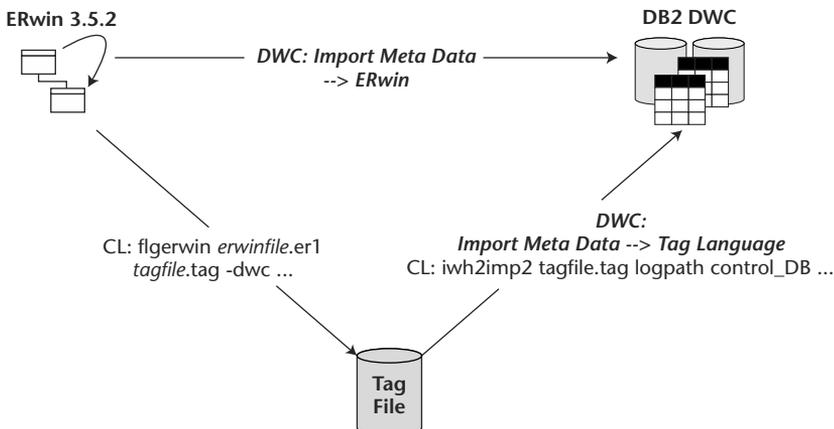 ERwin 3.5.2
DB2 DWC
DWC: Import Meta Data
--> ERwin
CL: flgerwin erwinfile.er1
tagfile.tag -dwc ...
DWC:
Import Meta Data --> Tag Language
CL: iwh2imp2 tagfile.tag logpath control_DB ...
Tag
File